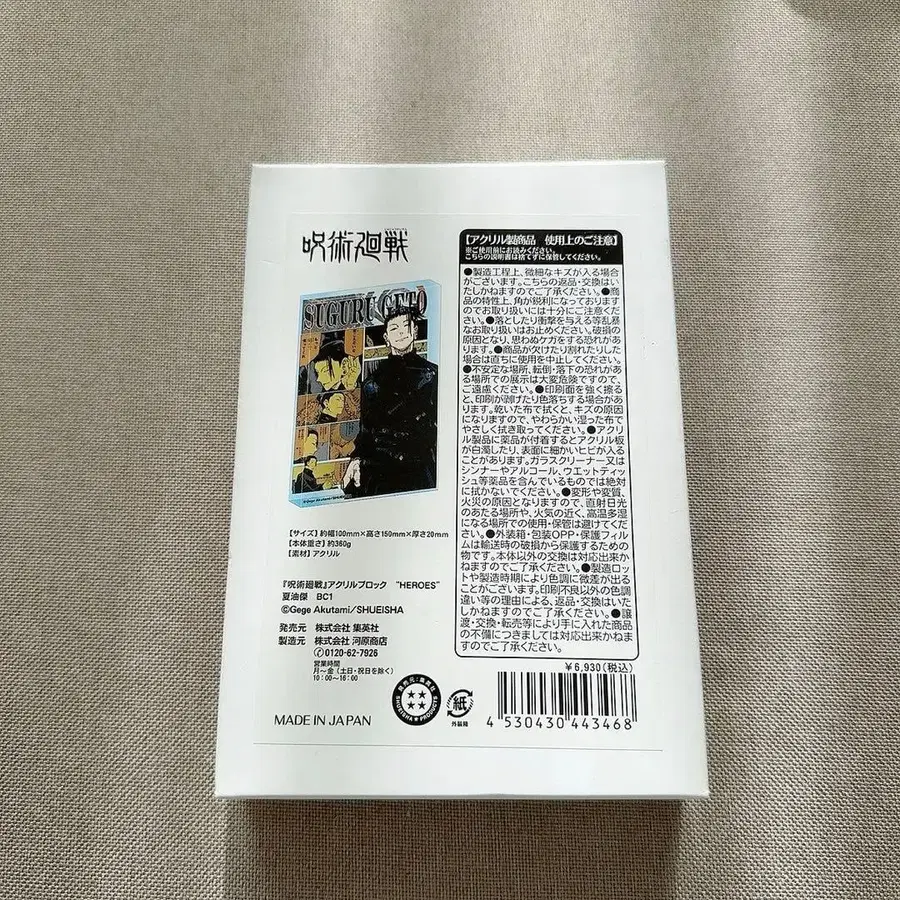 呪術廻戦
SUGURU GETO
©Gege Akutami/SHUEISHA
【サイズ】約幅100mm×高さ150mm×厚さ20mm
【本体重さ】約360g
【素材】アクリル
『呪術廻戦』アクリルブロック “HEROES”
夏油傑 BC1
©Gege Akutami/SHUEISHA
発売元 株式会社 集英社
製造元 株式会社 河原商店
0120-62-7926
営業時間
月～金(土日・祝日を除く)
10:00～16:00
MADE IN JAPAN
発売元:集英社
SHUEISHA PRODUCTS
紙
外装箱
【アクリル製商品 使用上のご注意】
※ご使用前にお読みください。
こちらの説明書は捨てずに保管してください。
●製造工程上、微細なキズが入る場合
がございます。こちらの返品・交換はい
たしかねますのでご了承ください。●商
品の特性上、角が鋭利になっております
のでお取り扱いには十分にご注意くださ
い。●落としたり衝撃を与える等乱暴
なお取り扱いはお止めください。破損の
原因となり、思わぬケガをする恐れがあ
ります。●商品が欠けたり割れたりした
場合は直ちに使用を中止してください。
●不安定な場所、転倒・落下の恐れがあ
る場所での展示は大変危険ですので、
ご遠慮ください。●印刷面を強く擦る
と、印刷が剥げたり色落ちする場合があ
ります。乾いた布で拭くと、キズの原因
になりますので、やわらかい湿った布で
やさしく拭き取ってください。●アクリ
ル製品に薬品が付着するとアクリル板
が白濁したり、表面に細かいヒビが入る
ことがあります。ガラスクリーナー又は
シンナーやアルコール、ウエットティッ
シュ等薬品を含んでいるものでは絶対
に拭かないでください。●変形や変質、
火災の原因となりますので、直射日光
のあたる場所や、火気の近く、高温多湿
になる場所での使用・保管は避けてくだ
さい。●外装箱・包装OPP・保護フィル
ムは輸送時の破損から保護するための
物です。本体以外の交換は対応出来か
ねますのでご了承ください。●製造ロッ
トや製造時期により色調に微差が出る
ことがございます。印刷不良以外の色調
違い等の理由による、返品・交換はいた
しかねますのでご了承ください。●譲
渡・交換・転売等により手に入れた商品
の不備につきましては対応出来かねま
すのでご了承ください。
¥6,930(税込)
4 530430 443468